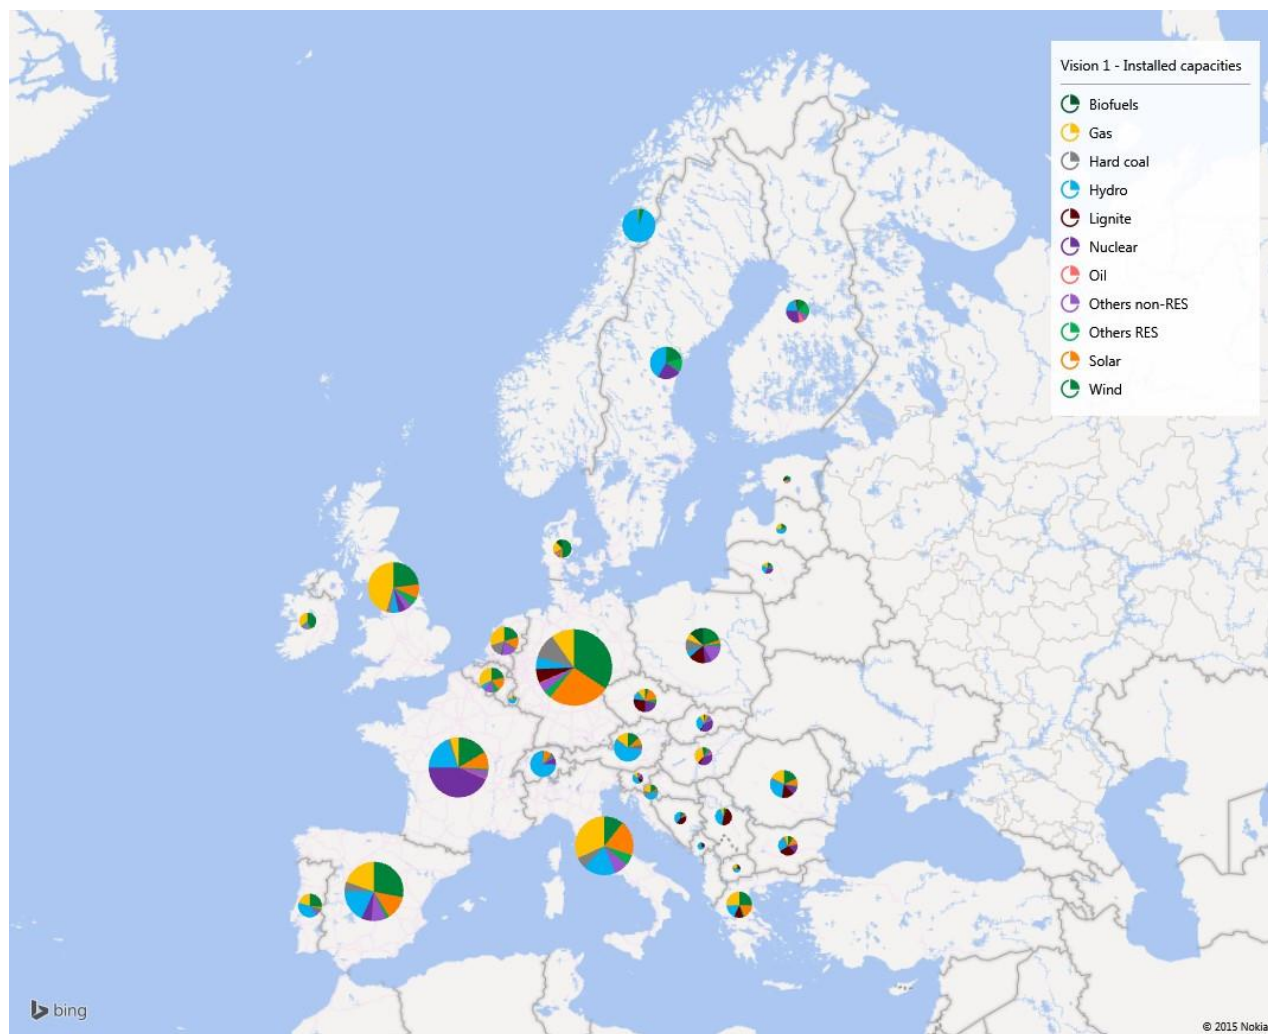 Vision 1 - Installed capacities
Biofuels
Gas
Hard coal
Hydro
Lignite
Nuclear
Oil
Others non-RES
Others RES
Solar
Wind
bing
© 2015 Nokia